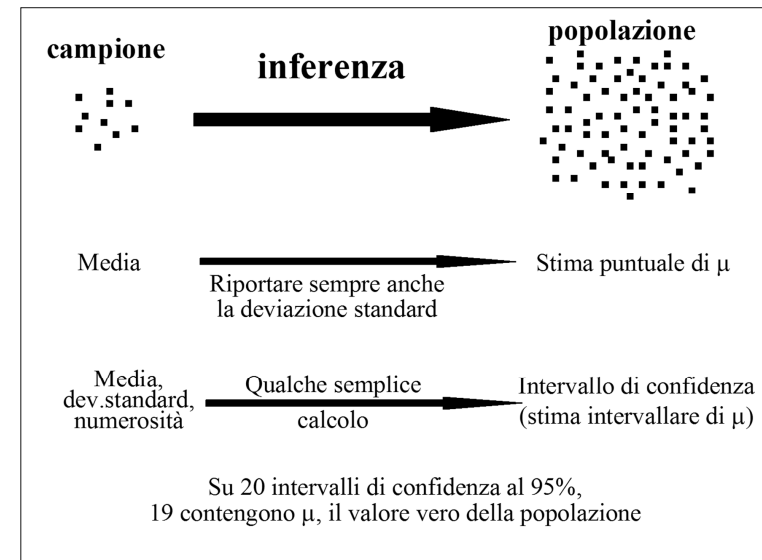 campione
inferenza
popolazione
Media
Riportare sempre anche
la deviazione standard
Stima puntuale di μ
Media,
dev.standard,
numerosità
Qualche semplice
calcolo
Intervallo di confidenza
(stima intervallare di μ)
Su 20 intervalli di confidenza al 95%,
19 contengono μ, il valore vero della popolazione